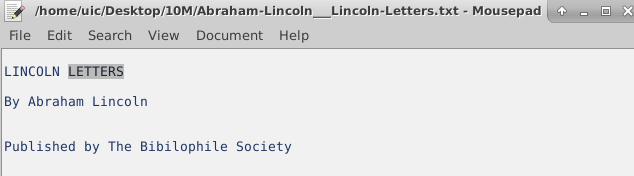 /home/uic/Desktop/10M/Abraham-Lincoln___Lincoln-Letters.txt - Mousepad
File Edit Search View Document Help
LINCOLN LETTERS
By Abraham Lincoln
Published by The Bibilophile Society